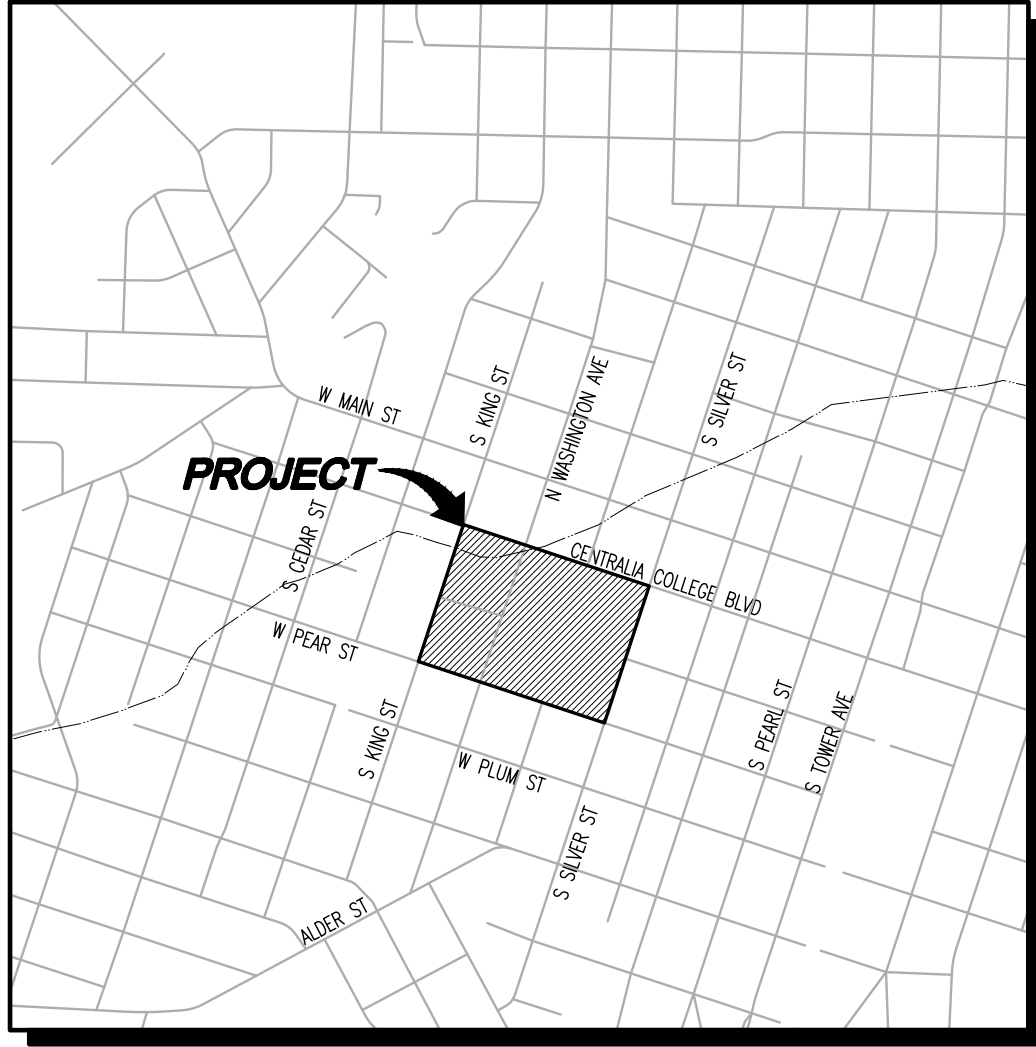 W MAIN ST
S KING ST
N WASHINGTON AVE
S SILVER ST
PROJECT
S CEDAR ST
CENTRALIA COLLEGE BLVD
W PEAR ST
S KING ST
S PEARL ST
S TOWER AVE
W PLUM ST
S SILVER ST
ALDER ST